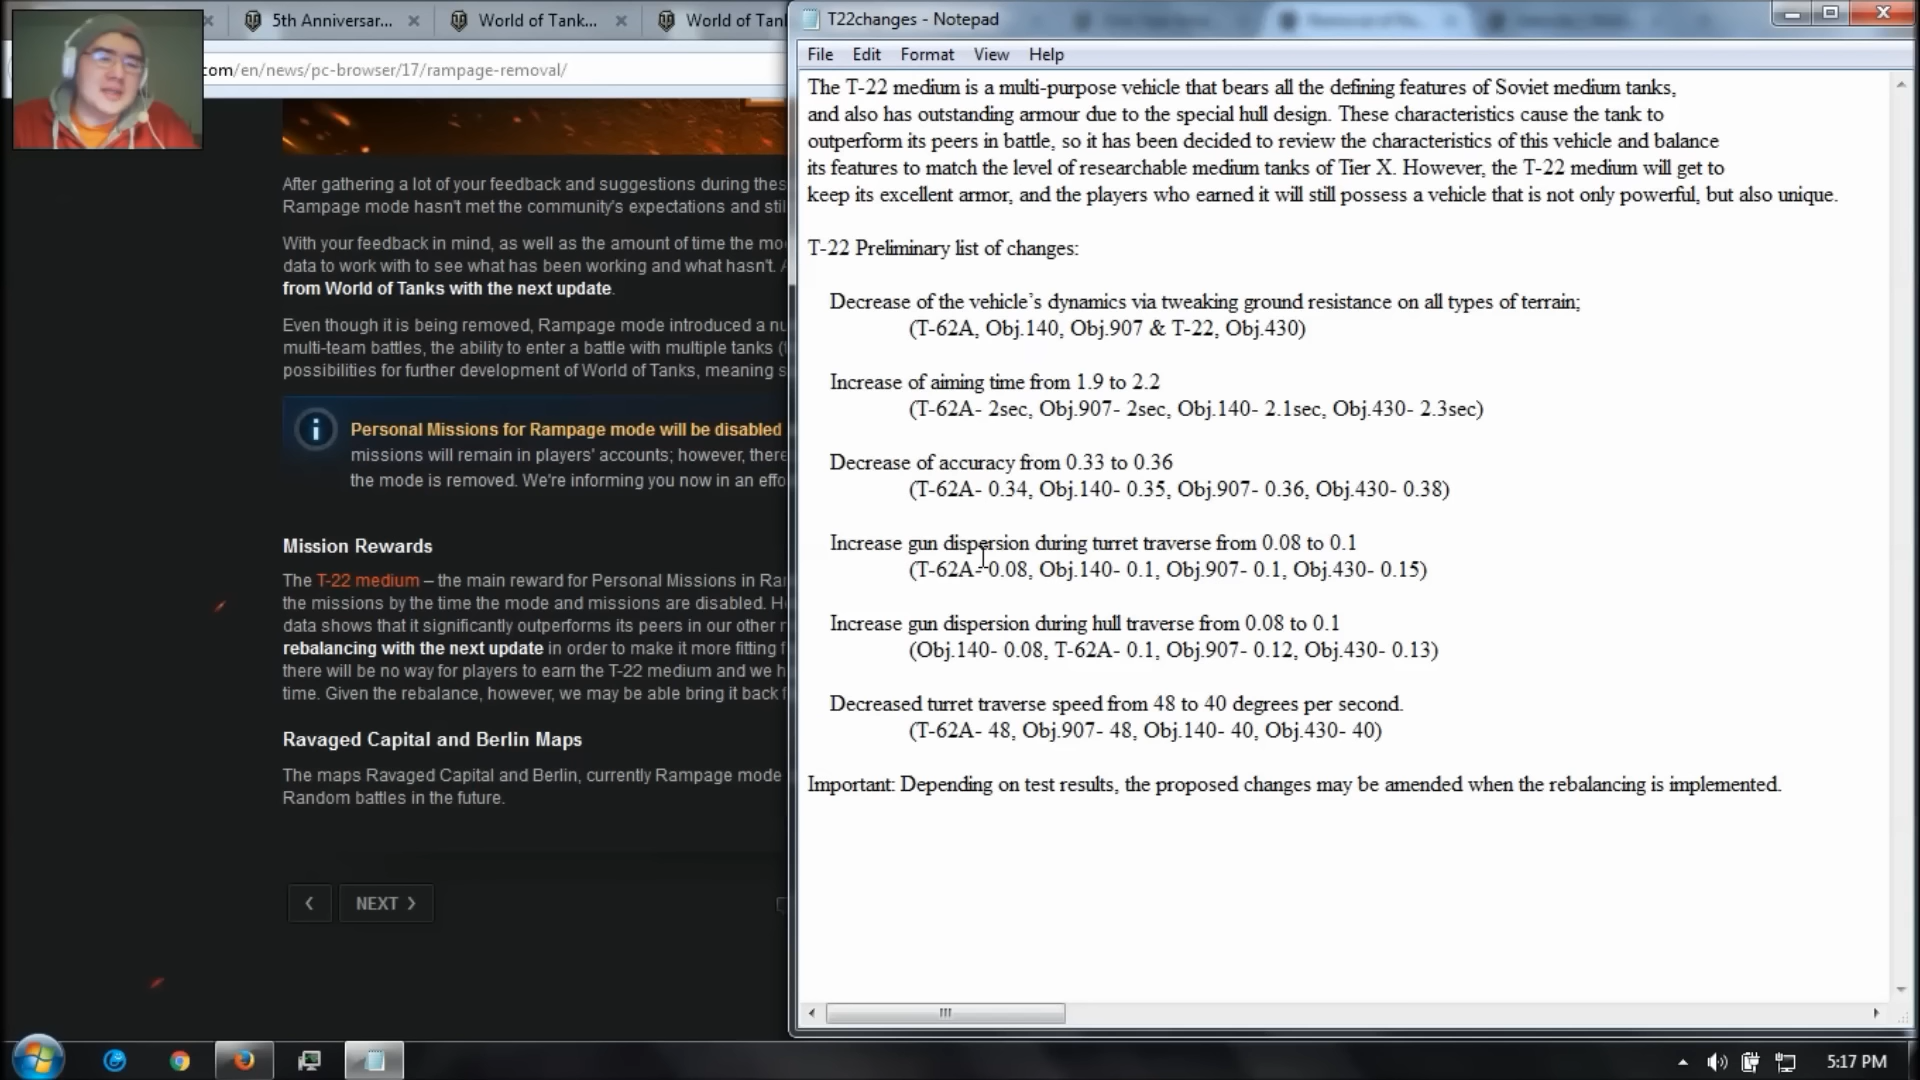 5th Anniversar...
World of Tank...
World of Tan
com/en/news/pc-browser/17/rampage-removal/
After gathering a lot of your feedback and suggestions during thes
Rampage mode hasn't met the community's expectations and stil
With your feedback in mind, as well as the amount of time the mo
data to work with to see what has been working and what hasn't. A
from World of Tanks with the next update.
Even though it is being removed, Rampage mode introduced a nu
multi-team battles, the ability to enter a battle with multiple tanks (
possibilities for further development of World of Tanks, meaning s
Personal Missions for Rampage mode will be disabled
missions will remain in players' accounts; however, there
the mode is removed. We're informing you now in an effo
Mission Rewards
The T-22 medium – the main reward for Personal Missions in Ra
the missions by the time the mode and missions are disabled. H
data shows that it significantly outperforms its peers in our other
rebalancing with the next update in order to make it more fitting f
there will be no way for players to earn the T-22 medium and we h
time. Given the rebalance, however, we may be able bring it back f
Ravaged Capital and Berlin Maps
The maps Ravaged Capital and Berlin, currently Rampage mode
Random battles in the future.
NEXT
T22changes - Notepad
File Edit Format View Help
The T-22 medium is a multi-purpose vehicle that bears all the defining features of Soviet medium tanks,
and also has outstanding armour due to the special hull design. These characteristics cause the tank to
outperform its peers in battle, so it has been decided to review the characteristics of this vehicle and balance
its features to match the level of researchable medium tanks of Tier X. However, the T-22 medium will get to
keep its excellent armor, and the players who earned it will still possess a vehicle that is not only powerful, but also unique.
T-22 Preliminary list of changes:
Decrease of the vehicle's dynamics via tweaking ground resistance on all types of terrain;
(T-62A, Obj.140, Obj.907 & T-22, Obj.430)
Increase of aiming time from 1.9 to 2.2
(T-62A- 2sec, Obj.907- 2sec, Obj.140- 2.1sec, Obj.430- 2.3sec)
Decrease of accuracy from 0.33 to 0.36
(T-62A- 0.34, Obj.140- 0.35, Obj.907- 0.36, Obj.430- 0.38)
Increase gun dispersion during turret traverse from 0.08 to 0.1
(T-62A- 0.08, Obj.140- 0.1, Obj.907- 0.1, Obj.430- 0.15)
Increase gun dispersion during hull traverse from 0.08 to 0.1
(Obj.140- 0.08, T-62A- 0.1, Obj.907- 0.12, Obj.430- 0.13)
Decreased turret traverse speed from 48 to 40 degrees per second.
(T-62A- 48, Obj.907- 48, Obj.140- 40, Obj.430- 40)
Important: Depending on test results, the proposed changes may be amended when the rebalancing is implemented.
5:17 PM